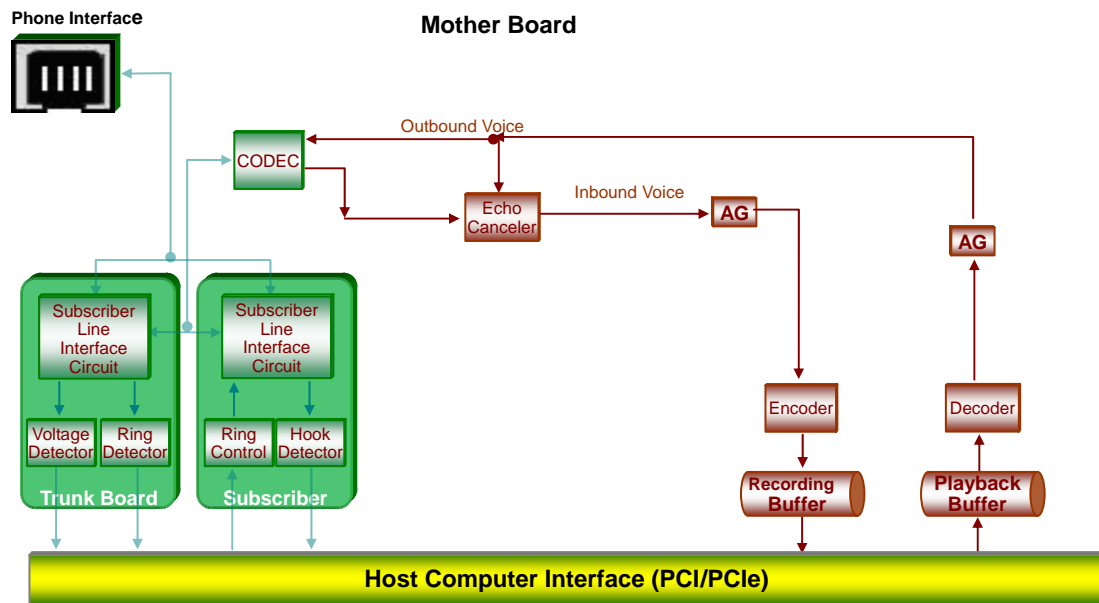 Phone Interface
Mother Board
Outbound Voice
CODEC
Inbound Voice
Echo
Canceler
AG
AG
Subscriber
Line
Interface
Circuit
Subscriber
Line
Interface
Circuit
Voltage
Detector
Ring
Detector
Ring
Control
Hook
Detector
Trunk Board
Subscriber
Encoder
Decoder
Recording
Buffer
Playback
Buffer
Host Computer Interface (PCI/PCIe)